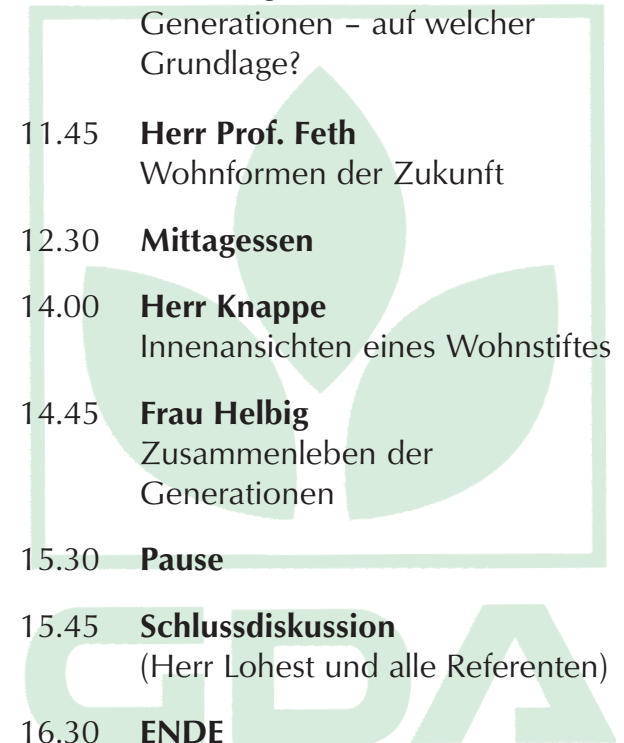 Generationen – auf welcher
Grundlage?
11.45 Herr Prof. Feth
Wohnformen der Zukunft
12.30 Mittagessen
14.00 Herr Knappe
Innenansichten eines Wohnstiftes
14.45 Frau Helbig
Zusammenleben der
Generationen
15.30 Pause
15.45 Schlussdiskussion
(Herr Lohest und alle Referenten)
16.30 ENDE
GDA